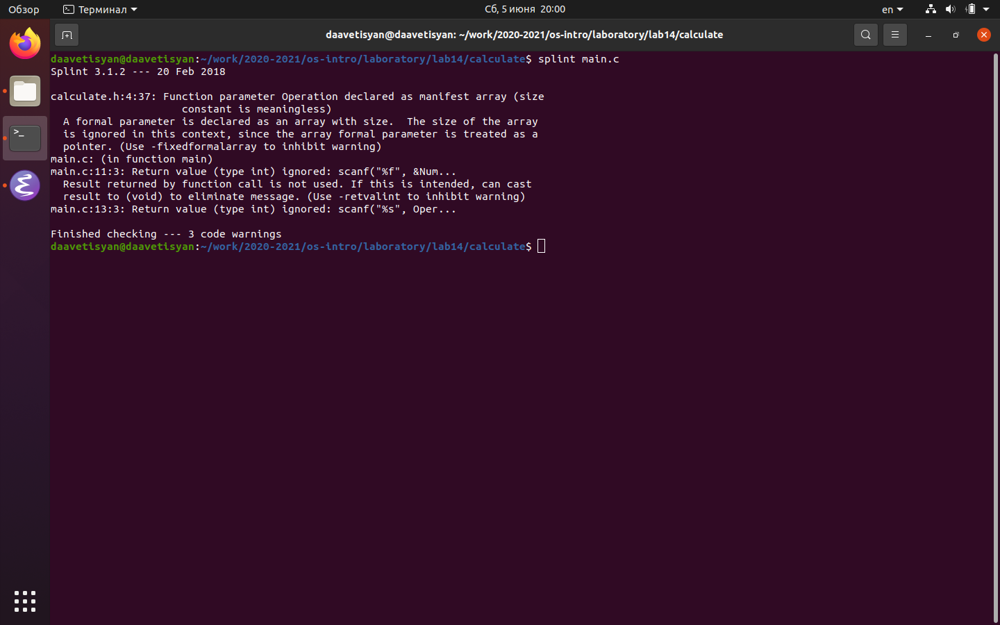 Обзор
Терминал
Сб, 5 июня 20:00
en
daavetisyan@daavetisyan: ~/work/2020-2021/os-intro/laboratory/lab14/calculate
daavetisyan@daavetisyan:~/work/2020-2021/os-intro/laboratory/lab14/calculate$ splint main.c
Splint 3.1.2 --- 20 Feb 2018
calculate.h:4:37: Function parameter Operation declared as manifest array (size
constant is meaningless)
A formal parameter is declared as an array with size.  The size of the array
is ignored in this context, since the array formal parameter is treated as a
pointer. (Use -fixedformalarray to inhibit warning)
main.c: (in function main)
main.c:11:3: Return value (type int) ignored: scanf("%f", &Num...
Result returned by function call is not used. If this is intended, can cast
result to (void) to eliminate message. (Use -retvalint to inhibit warning)
main.c:13:3: Return value (type int) ignored: scanf("%s", Oper...
Finished checking --- 3 code warnings
daavetisyan@daavetisyan:~/work/2020-2021/os-intro/laboratory/lab14/calculate$